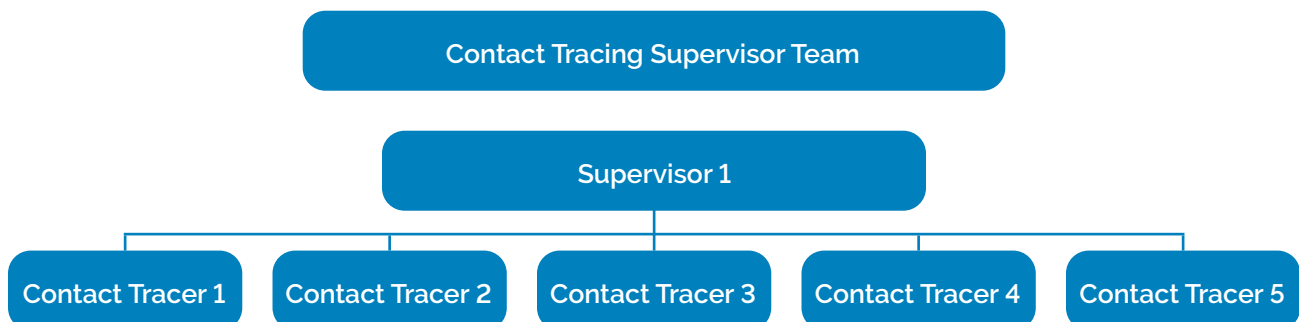 Contact Tracing Supervisor Team
Supervisor 1
Contact Tracer 1
Contact Tracer 2
Contact Tracer 3
Contact Tracer 4
Contact Tracer 5